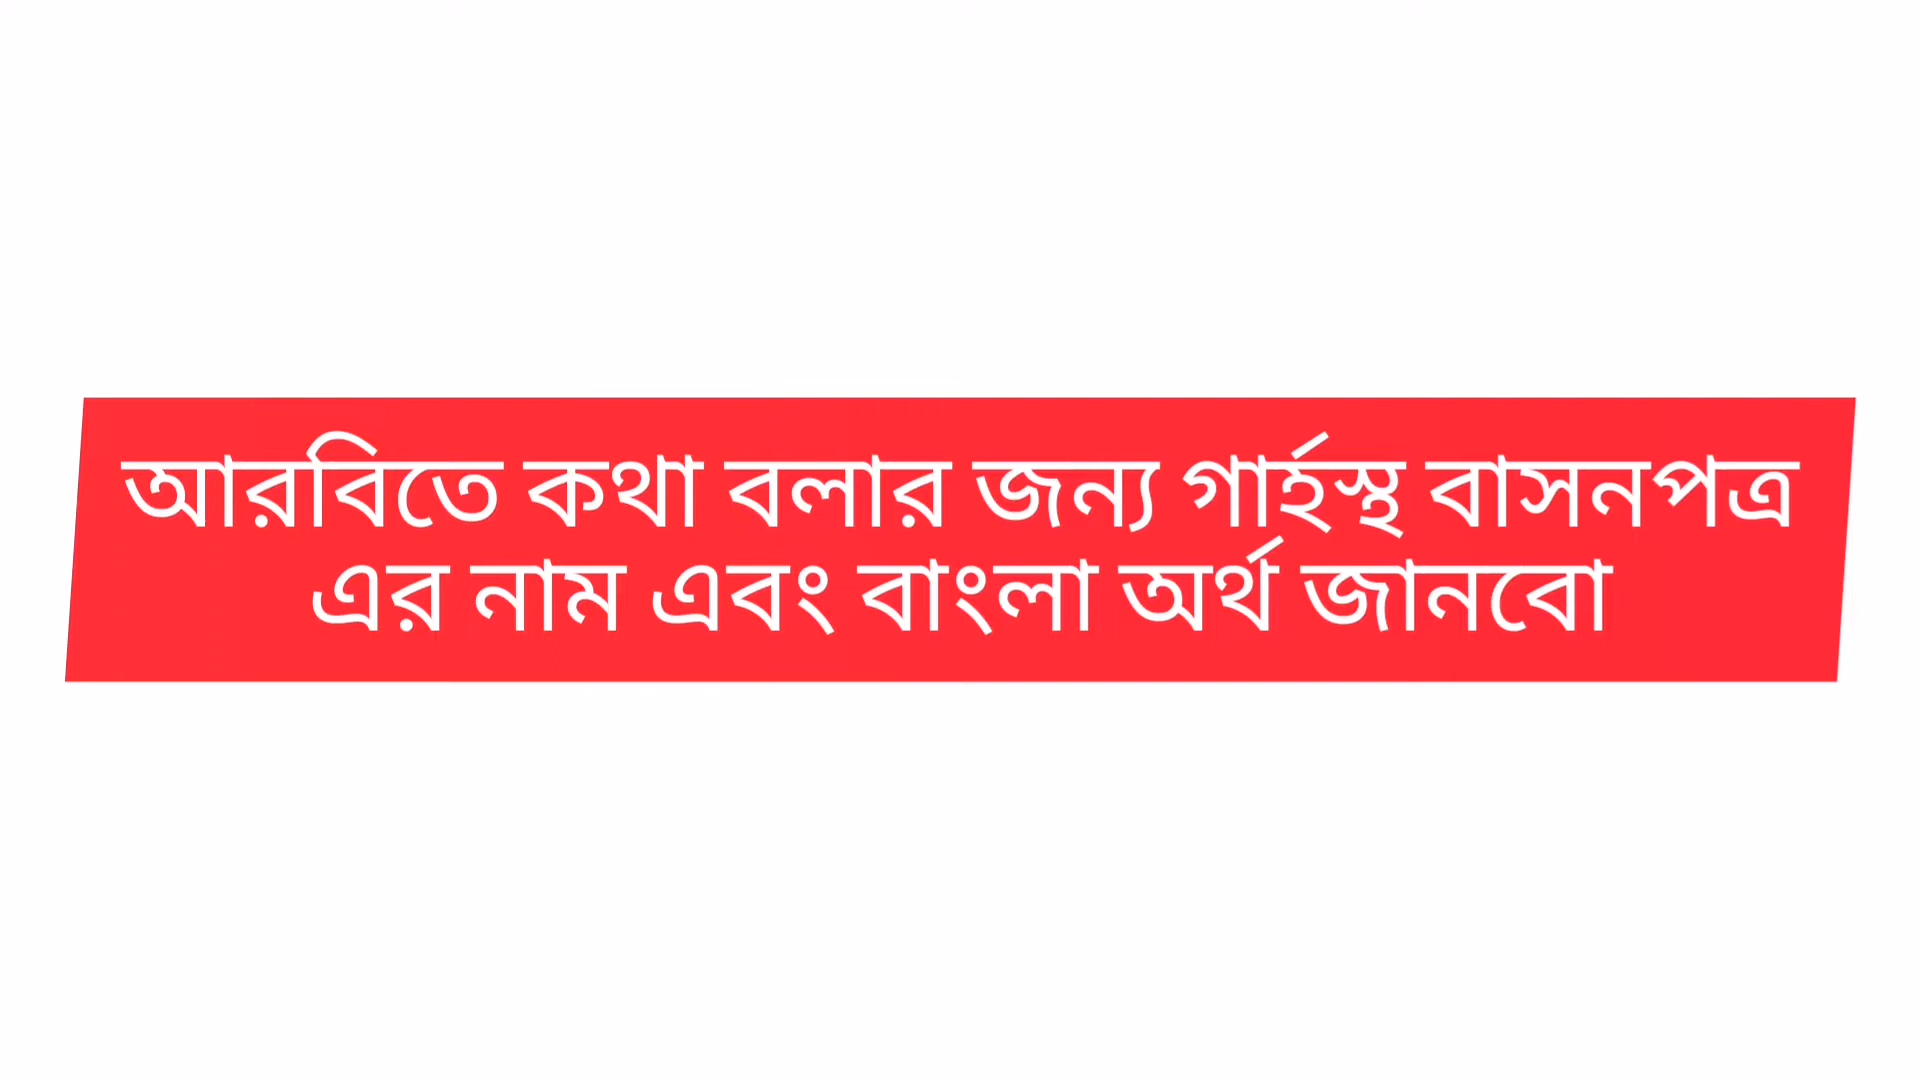 আরবিতে কথা বলার জন্য গার্হস্থ বাসনপত্র
এর নাম এবং বাংলা অর্থ জানবো